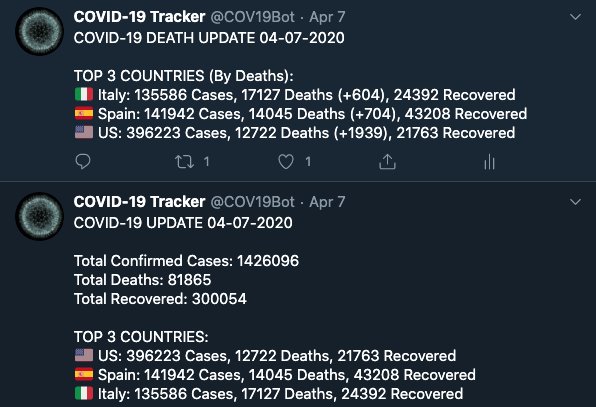 COVID-19 Tracker @COV19Bot · Apr 7
COVID-19 DEATH UPDATE 04-07-2020
TOP 3 COUNTRIES (By Deaths):
Italy: 135586 Cases, 17127 Deaths (+604), 24392 Recovered
Spain: 141942 Cases, 14045 Deaths (+704), 43208 Recovered
US: 396223 Cases, 12722 Deaths (+1939), 21763 Recovered
1 1
COVID-19 Tracker @COV19Bot · Apr 7
COVID-19 UPDATE 04-07-2020
Total Confirmed Cases: 1426096
Total Deaths: 81865
Total Recovered: 300054
TOP 3 COUNTRIES:
US: 396223 Cases, 12722 Deaths, 21763 Recovered
Spain: 141942 Cases, 14045 Deaths, 43208 Recovered
Italy: 135586 Cases, 17127 Deaths, 24392 Recovered